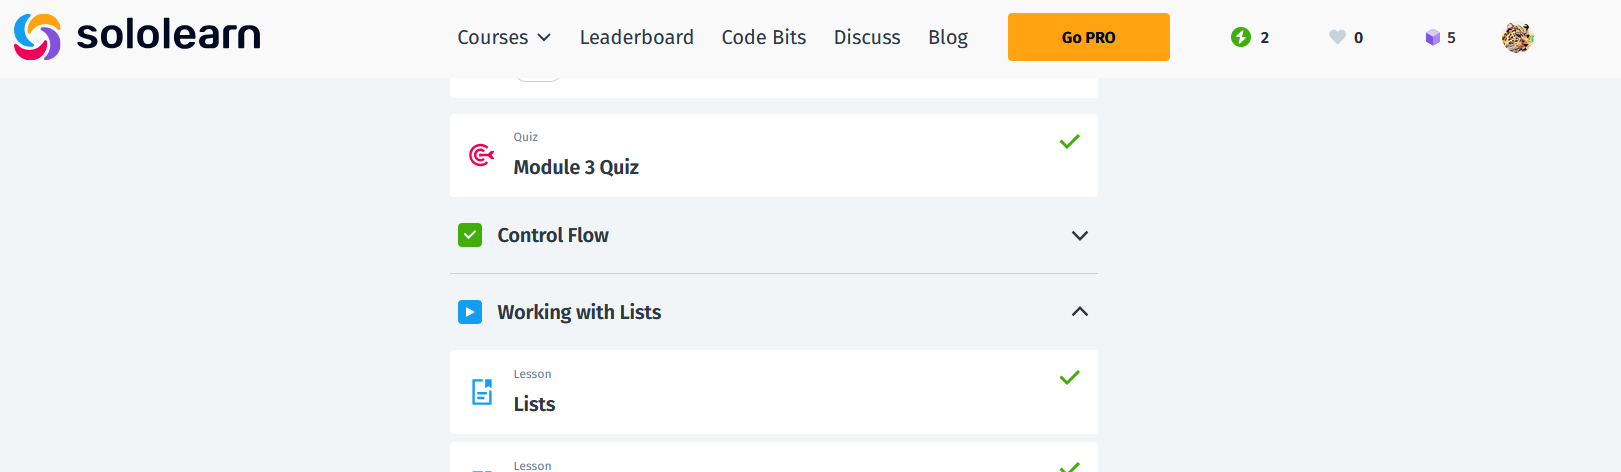 sololearn Courses Leaderboard Code Bits Discuss Blog Go PRO 2 0 5
Quiz
Module 3 Quiz
Control Flow
Working with Lists
Lesson
Lists
Lesson